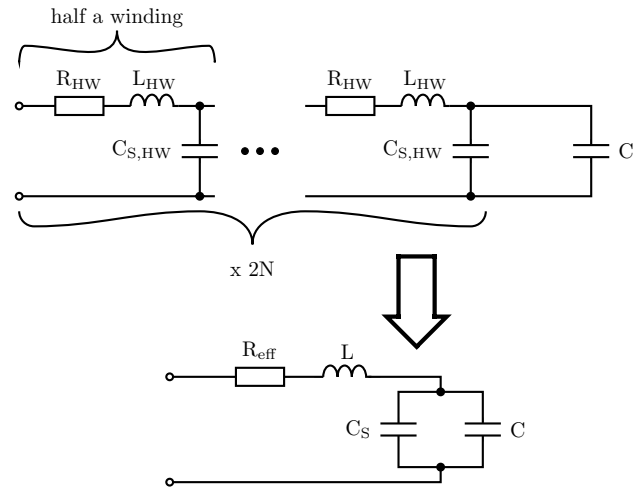 half a winding
R_HW L_HW R_HW L_HW
C_S,HW C_S,HW C
x 2N
R_eff L
C_S C